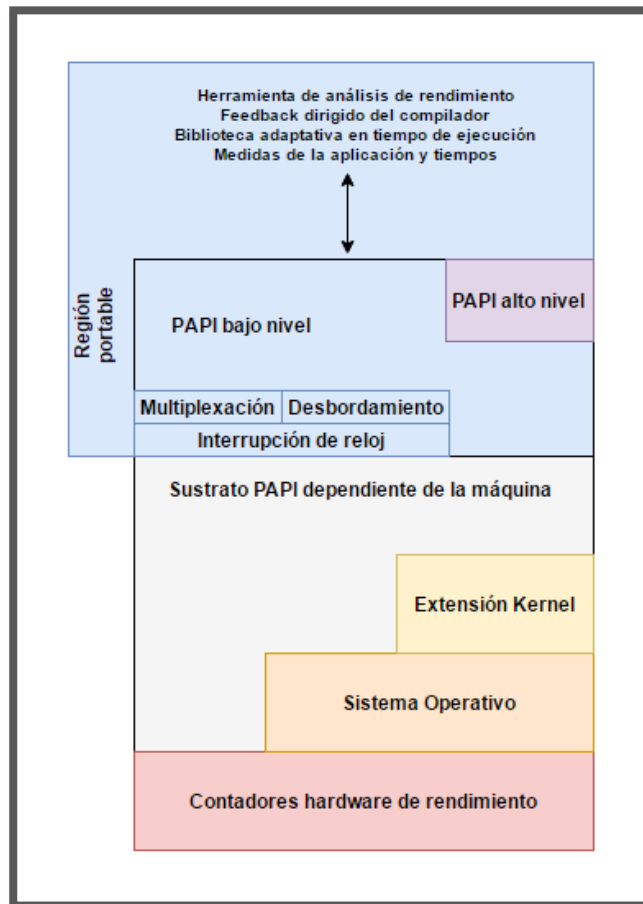 Herramienta de análisis de rendimiento
Feedback dirigido del compilador
Biblioteca adaptativa en tiempo de ejecución
Medidas de la aplicación y tiempos
Región
portable
PAPI bajo nivel
PAPI alto nivel
Multiplexación
Desbordamiento
Interrupción de reloj
Sustrato PAPI dependiente de la máquina
Extensión Kernel
Sistema Operativo
Contadores hardware de rendimiento